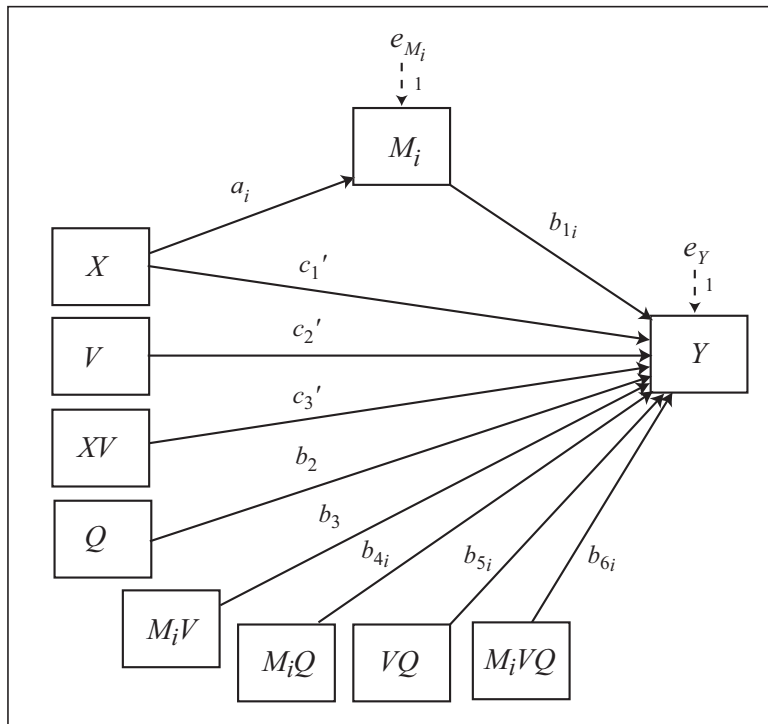 e_{M_i}
1
M_i
a_i
b_{1i}
X
c_1′
e_Y
1
V
c_2′
Y
XV
c_3′
Q
b_2
b_3
b_{4i}
b_{5i}
b_{6i}
M_iV
M_iQ
VQ
M_iVQ